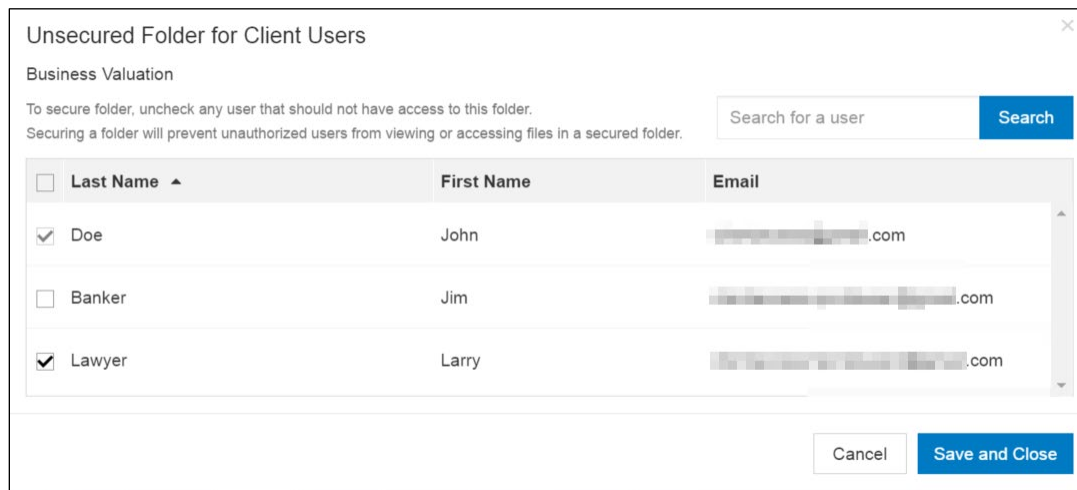 Unsecured Folder for Client Users
Business Valuation
To secure folder, uncheck any user that should not have access to this folder.
Securing a folder will prevent unauthorized users from viewing or accessing files in a secured folder.
Search for a user Search
Last Name First Name Email
Doe John .com
Banker Jim .com
Lawyer Larry .com
Cancel Save and Close